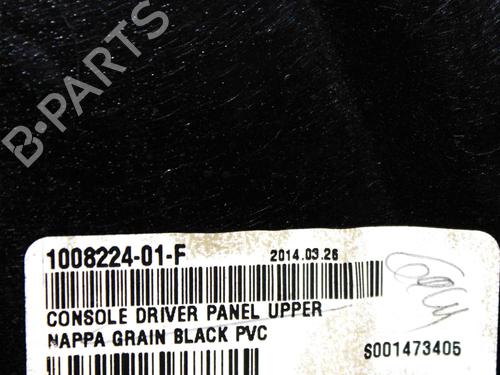 B-PARTS
1008224-01-F 2014.03.26
CONSOLE DRIVER PANEL UPPER
NAPPA GRAIN BLACK PVC
S001473405